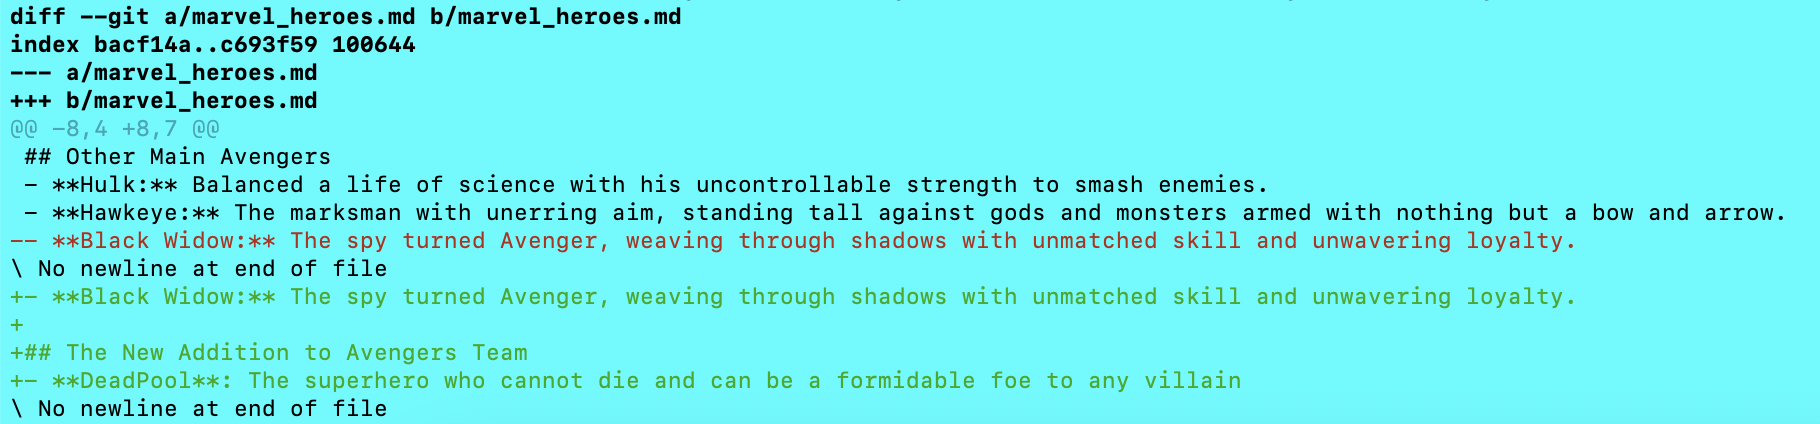 diff --git a/marvel_heroes.md b/marvel_heroes.md
index bacf14a..c693f59 100644
--- a/marvel_heroes.md
+++ b/marvel_heroes.md
@@ -8,4 +8,7 @@
 ## Other Main Avengers
 - **Hulk:** Balanced a life of science with his uncontrollable strength to smash enemies.
 - **Hawkeye:** The marksman with unerring aim, standing tall against gods and monsters armed with nothing but a bow and arrow.
-- **Black Widow:** The spy turned Avenger, weaving through shadows with unmatched skill and unwavering loyalty.
\ No newline at end of file
+- **Black Widow:** The spy turned Avenger, weaving through shadows with unmatched skill and unwavering loyalty.
+
+## The New Addition to Avengers Team
+- **DeadPool**: The superhero who cannot die and can be a formidable foe to any villain
\ No newline at end of file